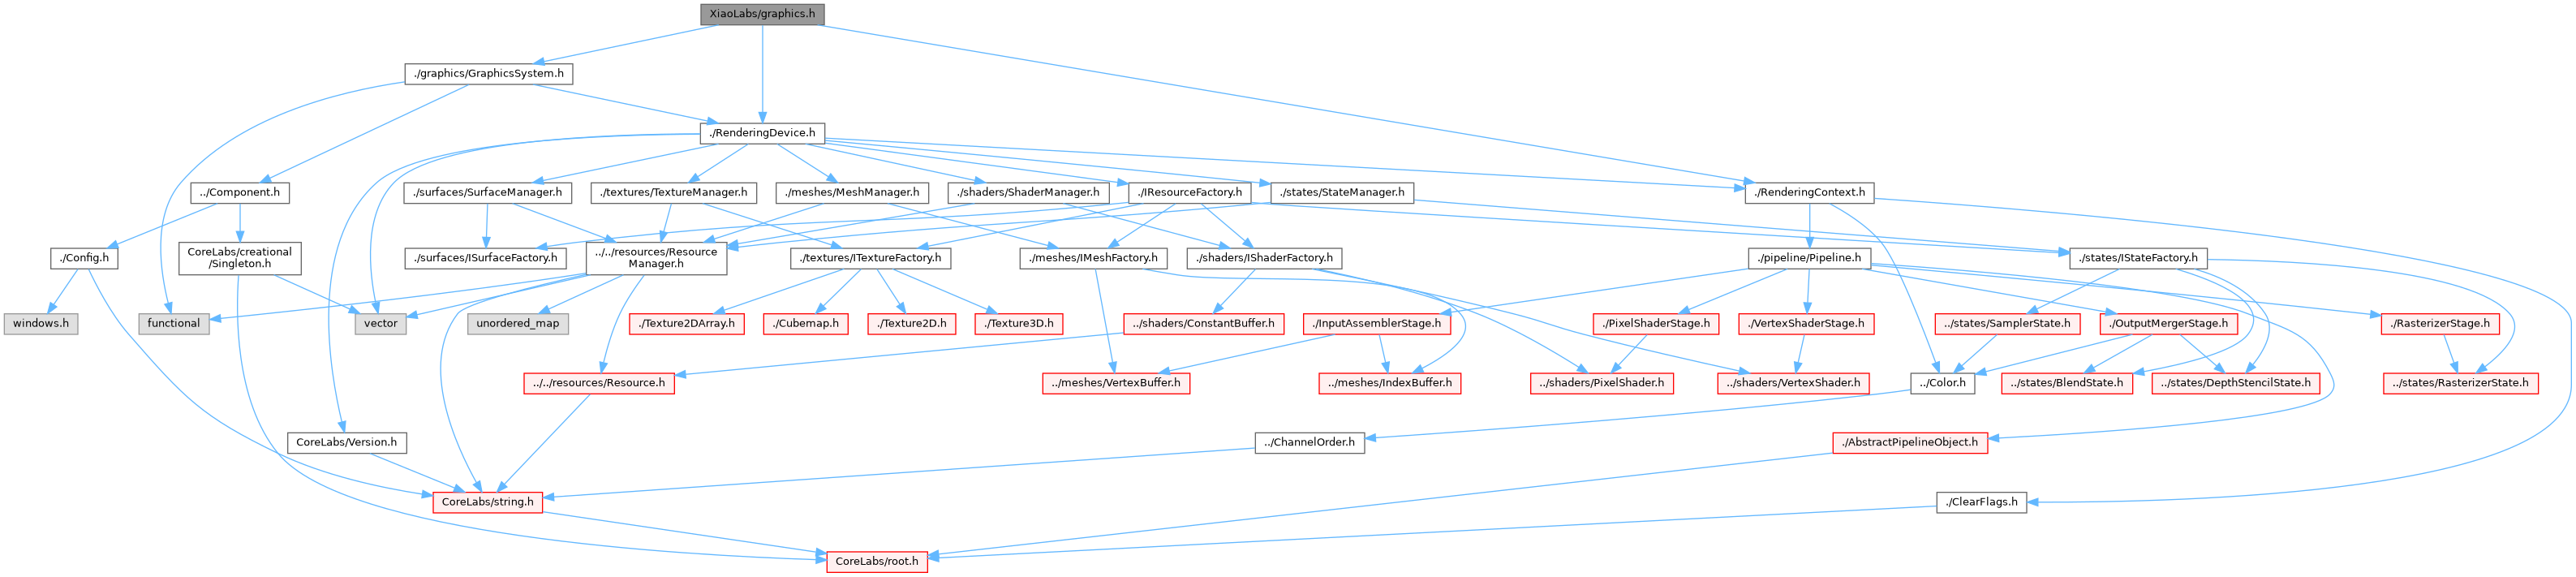 XiaoLabs/graphics.h
./graphics/GraphicsSystem.h
./RenderingDevice.h
../Component.h
./surfaces/SurfaceManager.h
./textures/TextureManager.h
./meshes/MeshManager.h
./shaders/ShaderManager.h
./IResourceFactory.h
./states/StateManager.h
./RenderingContext.h
./Config.h
CoreLabs/creational
/Singleton.h
./surfaces/ISurfaceFactory.h
../../resources/Resource
Manager.h
./textures/ITextureFactory.h
./meshes/IMeshFactory.h
./shaders/IShaderFactory.h
./pipeline/Pipeline.h
./states/IStateFactory.h
windows.h
functional
vector
unordered_map
./Texture2DArray.h
./Cubemap.h
./Texture2D.h
./Texture3D.h
../shaders/ConstantBuffer.h
./InputAssemblerStage.h
./PixelShaderStage.h
./VertexShaderStage.h
../states/SamplerState.h
./OutputMergerStage.h
./RasterizerStage.h
../../resources/Resource.h
../meshes/VertexBuffer.h
../meshes/IndexBuffer.h
../shaders/PixelShader.h
../shaders/VertexShader.h
../Color.h
../states/BlendState.h
../states/DepthStencilState.h
../states/RasterizerState.h
CoreLabs/Version.h
../ChannelOrder.h
./AbstractPipelineObject.h
CoreLabs/string.h
./ClearFlags.h
CoreLabs/root.h